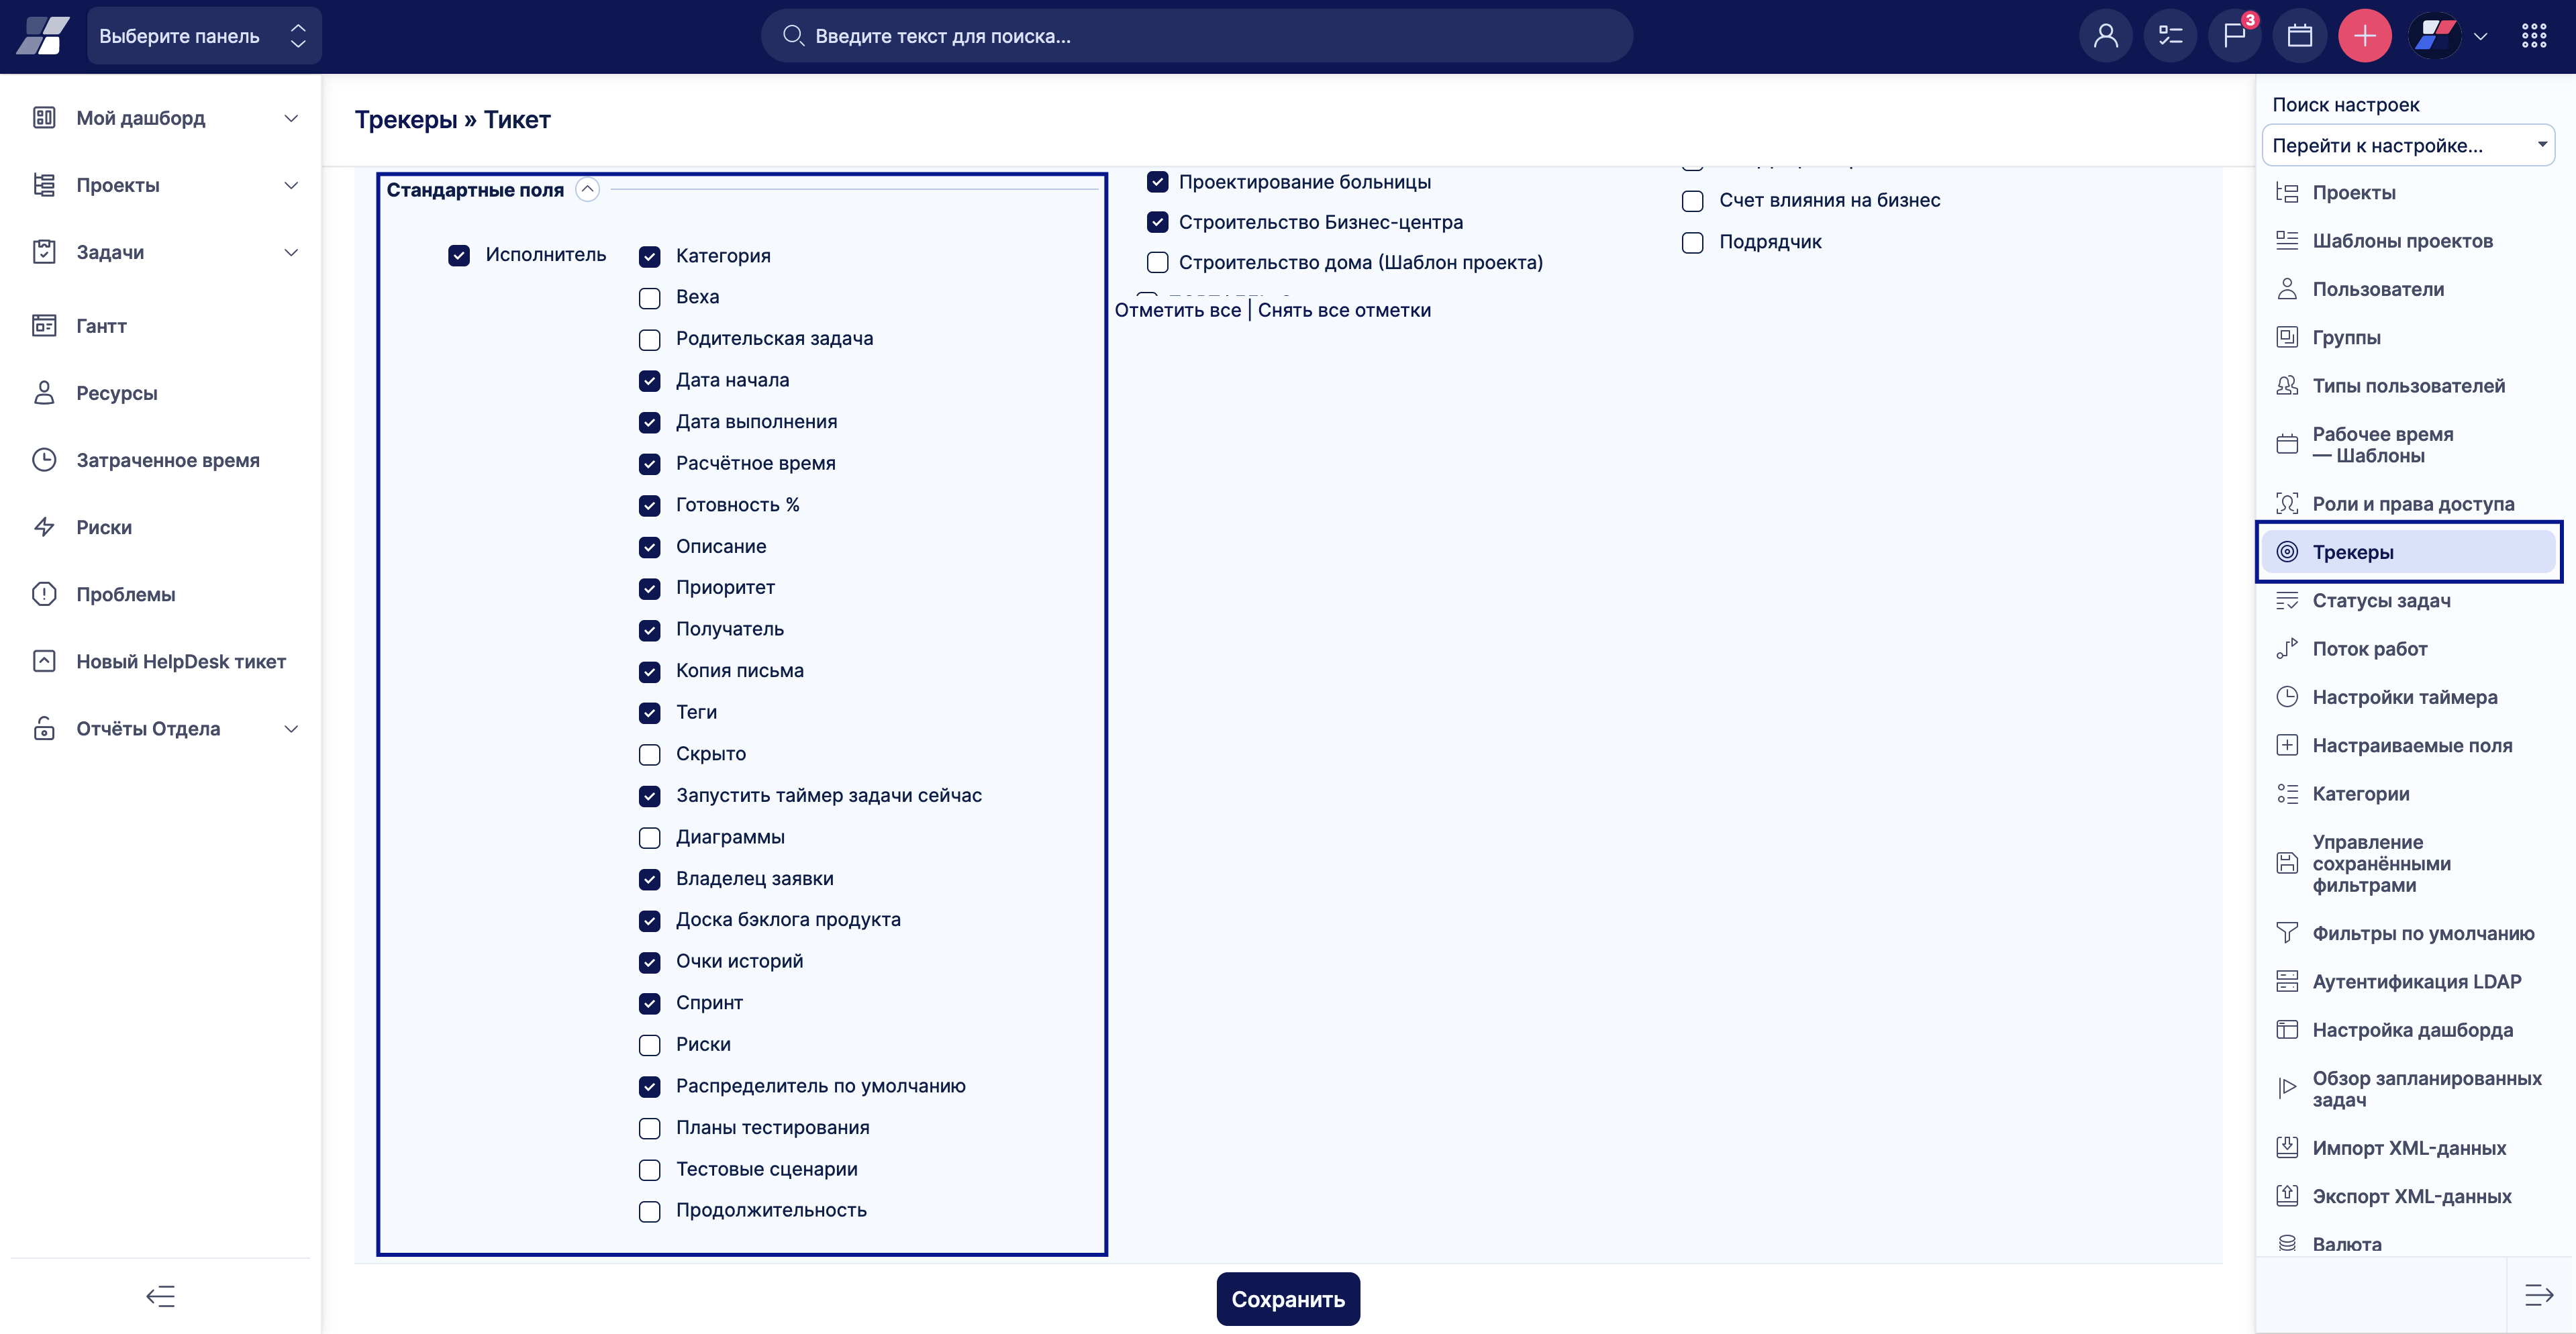 Выберите панель
Введите текст для поиска...
3
Мой дашборд
Проекты
Задачи
Гантт
Ресурсы
Затраченное время
Риски
Проблемы
Новый HelpDesk тикет
Отчёты Отдела
Трекеры » Тикет
Стандартные поля
Исполнитель
Категория
Веха
Родительская задача
Дата начала
Дата выполнения
Расчётное время
Готовность %
Описание
Приоритет
Получатель
Копия письма
Теги
Скрыто
Запустить таймер задачи сейчас
Диаграммы
Владелец заявки
Доска бэклога продукта
Очки историй
Спринт
Риски
Распределитель по умолчанию
Планы тестирования
Тестовые сценарии
Продолжительность
Проектирование больницы
Строительство Бизнес-центра
Строительство дома (Шаблон проекта)
Отметить все | Снять все отметки
Счет влияния на бизнес
Подрядчик
Сохранить
Поиск настроек
Перейти к настройке...
Проекты
Шаблоны проектов
Пользователи
Группы
Типы пользователей
Рабочее время
— Шаблоны
Роли и права доступа
Трекеры
Статусы задач
Поток работ
Настройки таймера
Настраиваемые поля
Категории
Управление
сохранёнными
фильтрами
Фильтры по умолчанию
Аутентификация LDAP
Настройка дашборда
Обзор запланированных
задач
Импорт XML-данных
Экспорт XML-данных
Валюта